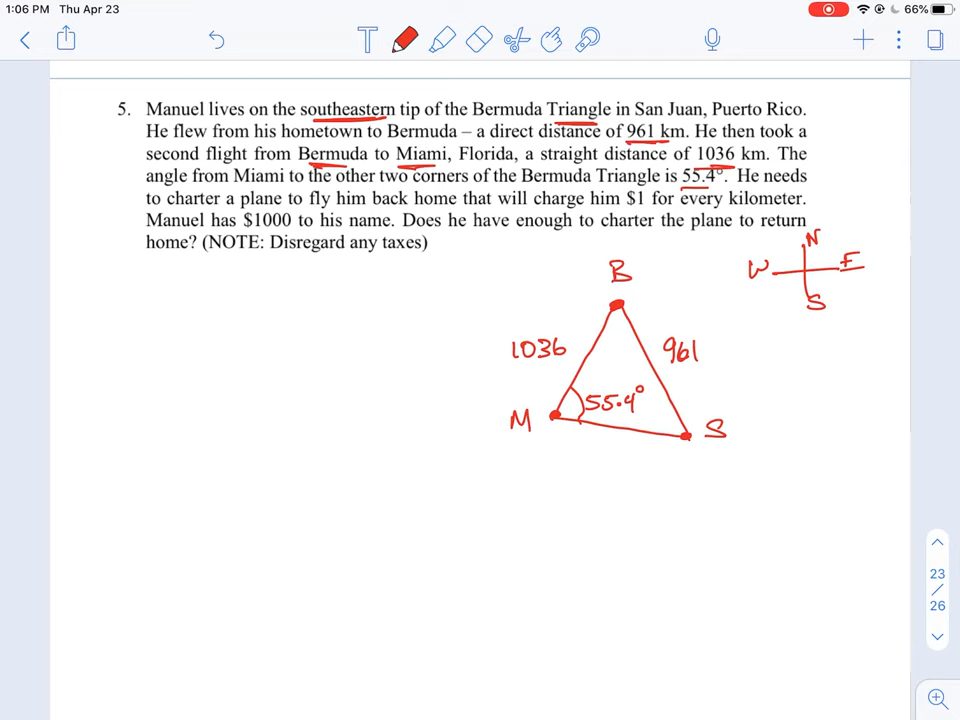 1:06 PM Thu Apr 23 66%
5. Manuel lives on the southeastern tip of the Bermuda Triangle in San Juan, Puerto Rico.
He flew from his hometown to Bermuda – a direct distance of 961 km. He then took a
second flight from Bermuda to Miami, Florida, a straight distance of 1036 km. The
angle from Miami to the other two corners of the Bermuda Triangle is 55.4°. He needs
to charter a plane to fly him back home that will charge him $1 for every kilometer.
Manuel has $1000 to his name. Does he have enough to charter the plane to return
home? (NOTE: Disregard any taxes)
N
W E
S
B
1036 961
55.4°
M S
23
/
26